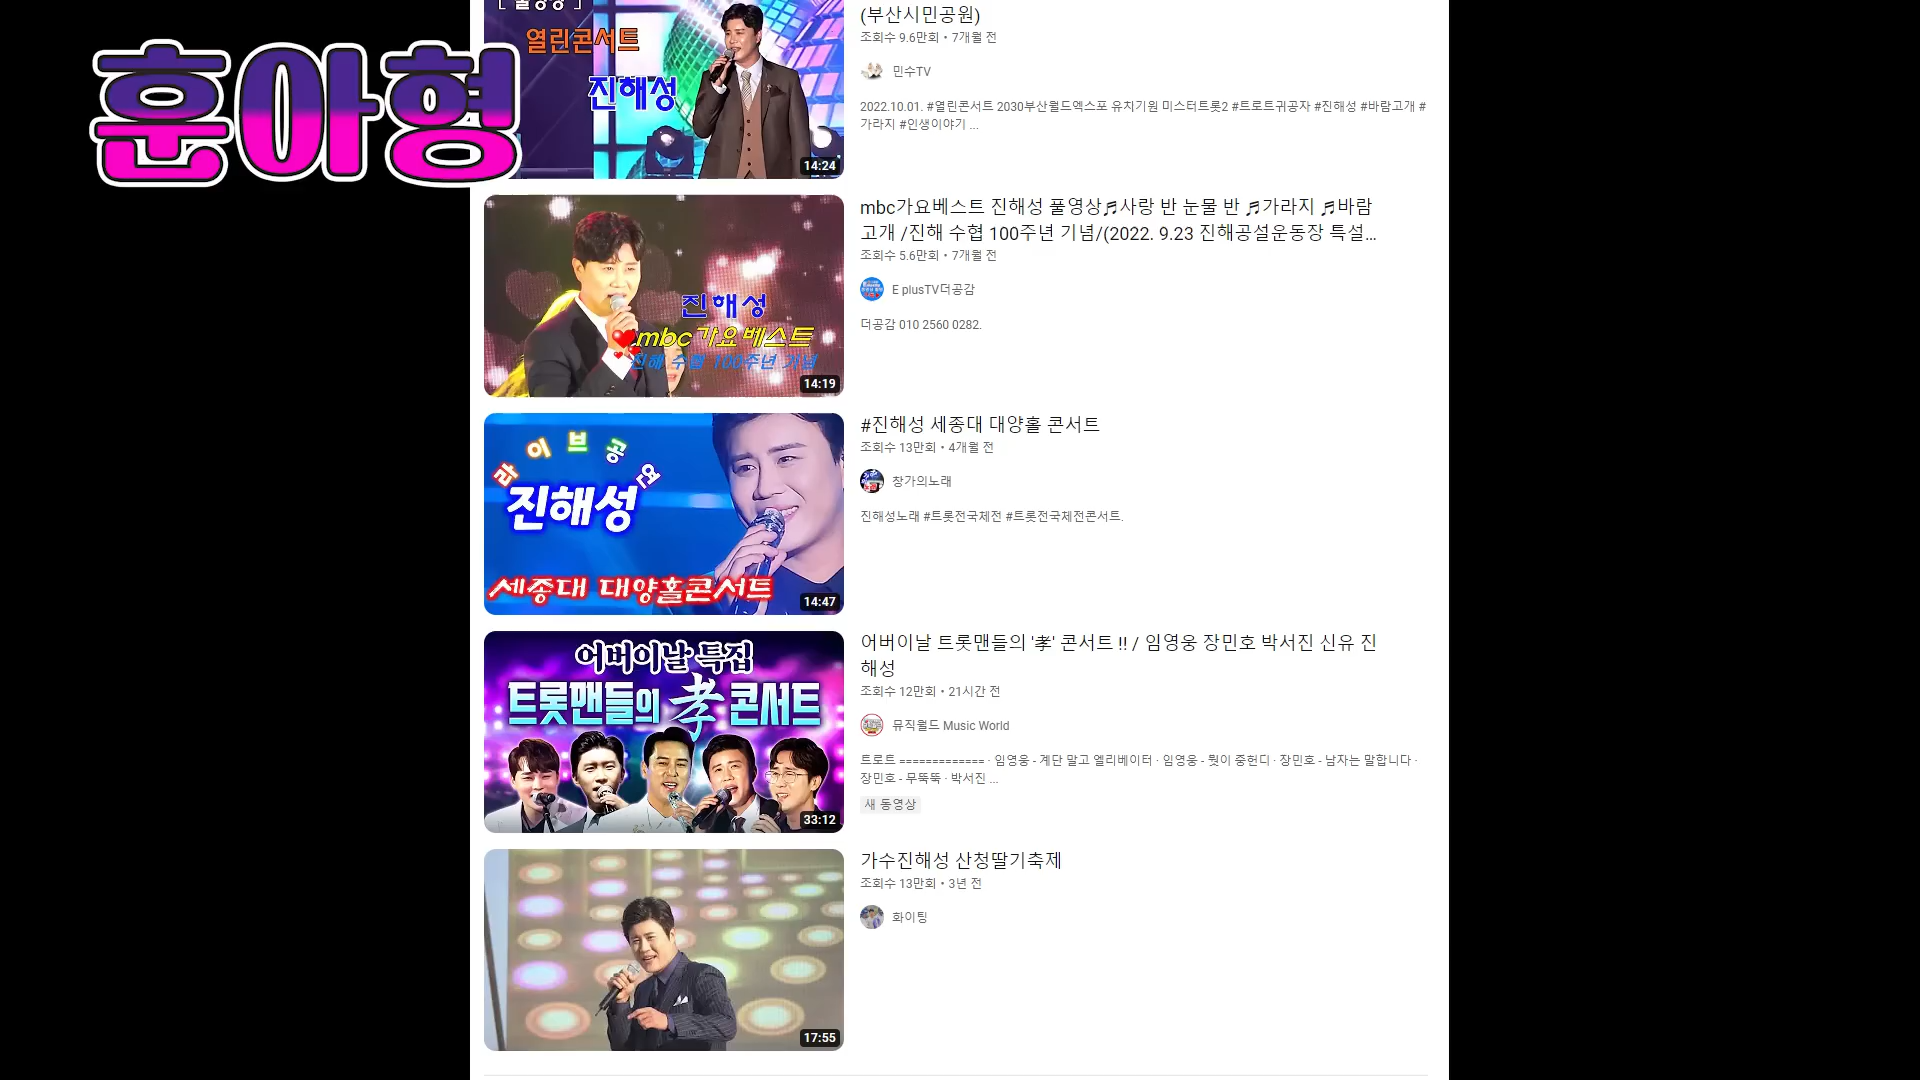 훈아형
[ 풀영상 ]
열린콘서트
진해성
14:24
(부산시민공원)
조회수 9.6만회 • 7개월 전
민수TV
2022.10.01. #열린콘서트 2030부산월드엑스포 유치기원 미스터트롯2 #트로트귀공자 #진해성 #바람고개 #
가라지 #인생이야기 ...
진해성
mbc가요베스트
진해 수협 100주년 기념
14:19
mbc가요베스트 진해성 풀영상♬사랑 반 눈물 반 ♬가라지 ♬바람
고개 /진해 수협 100주년 기념/(2022. 9.23 진해공설운동장 특설...
조회수 5.6만회 • 7개월 전
E plusTV더공감
더공감 010 2560 0282.
라이브공연
진해성
세종대 대양홀콘서트
14:47
#진해성 세종대 대양홀 콘서트
조회수 13만회 • 4개월 전
창가의노래
진해성노래 #트롯전국체전 #트롯전국체전콘서트.
어버이날 특집
트롯맨들의 孝 콘서트
33:12
어버이날 트롯맨들의 '孝' 콘서트 !! / 임영웅 장민호 박서진 신유 진
해성
조회수 12만회 • 21시간 전
뮤직월드 Music World
트로트 ============= · 임영웅 - 계단 말고 엘리베이터 · 임영웅 - 뭣이 중헌디 · 장민호 - 남자는 말합니다 ·
장민호 - 무뚝뚝 · 박서진 ...
새 동영상
17:55
가수진해성 산청딸기축제
조회수 13만회 • 3년 전
화이팅